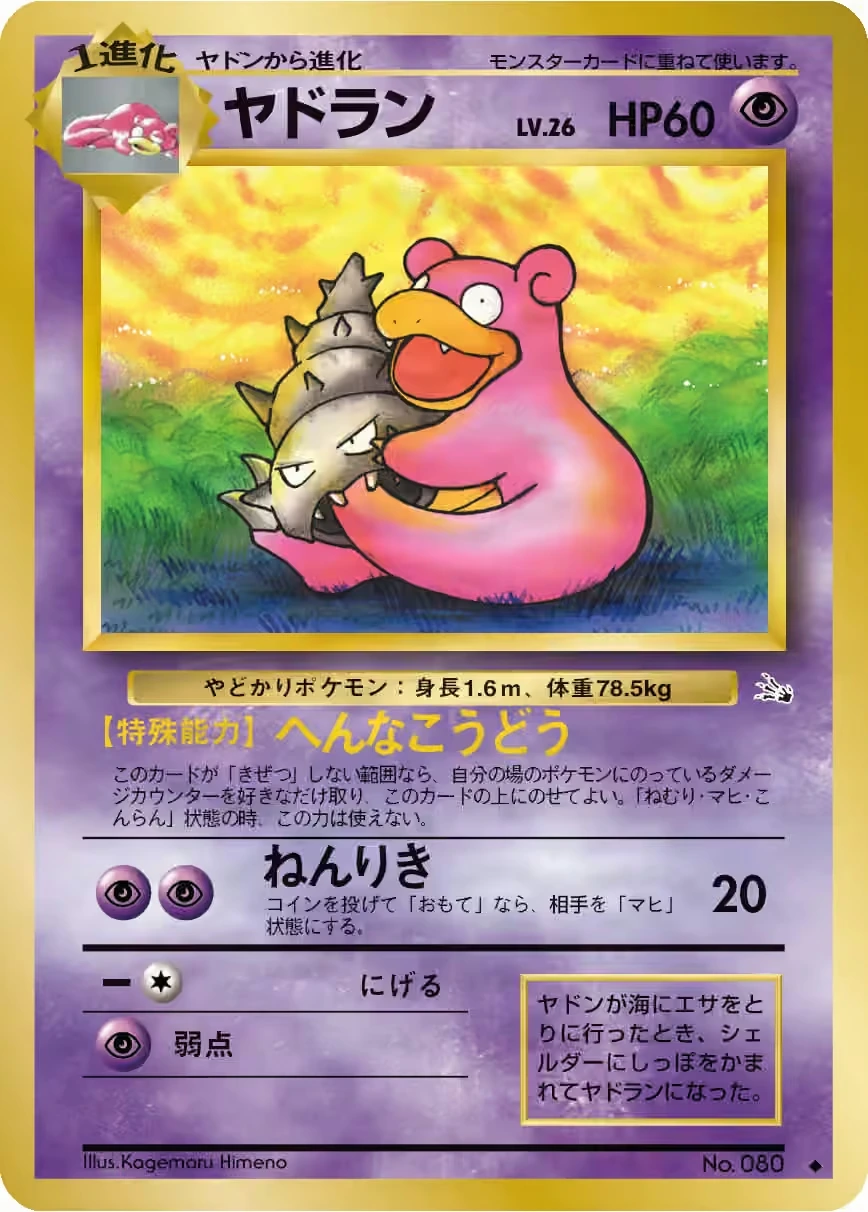 1進化
ヤドンから進化
モンスターカードに重ねて使います。
ヤドラン
LV.26 HP60
やどかりポケモン：身長1.6m、体重78.5kg
【特殊能力】へんなこうどう
このカードが「きぜつ」しない範囲なら、自分の場のポケモンにのっているダメー
ジカウンターを好きなだけ取り、このカードの上にのせてよい。「ねむり・マヒ・こ
んらん」状態の時、この力は使えない。
ねんりき
コインを投げて「おもて」なら、相手を「マヒ」
状態にする。
20
ー にげる
弱点
ヤドンが海にエサをと
りに行ったとき、シェ
ルダーにしっぽをかま
れてヤドランになった。
Illus.Kagemaru Himeno
No. 080